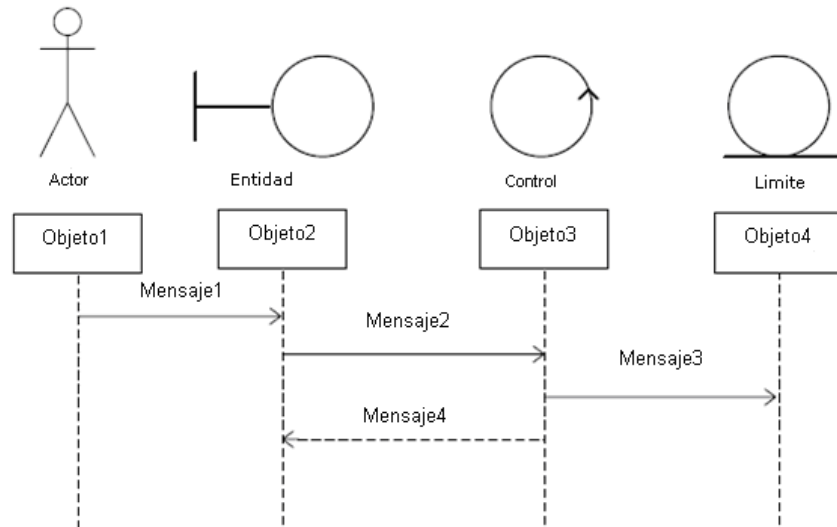 Actor
Entidad
Control
Limite
Objeto1
Objeto2
Objeto3
Objeto4
Mensaje1
Mensaje2
Mensaje3
Mensaje4